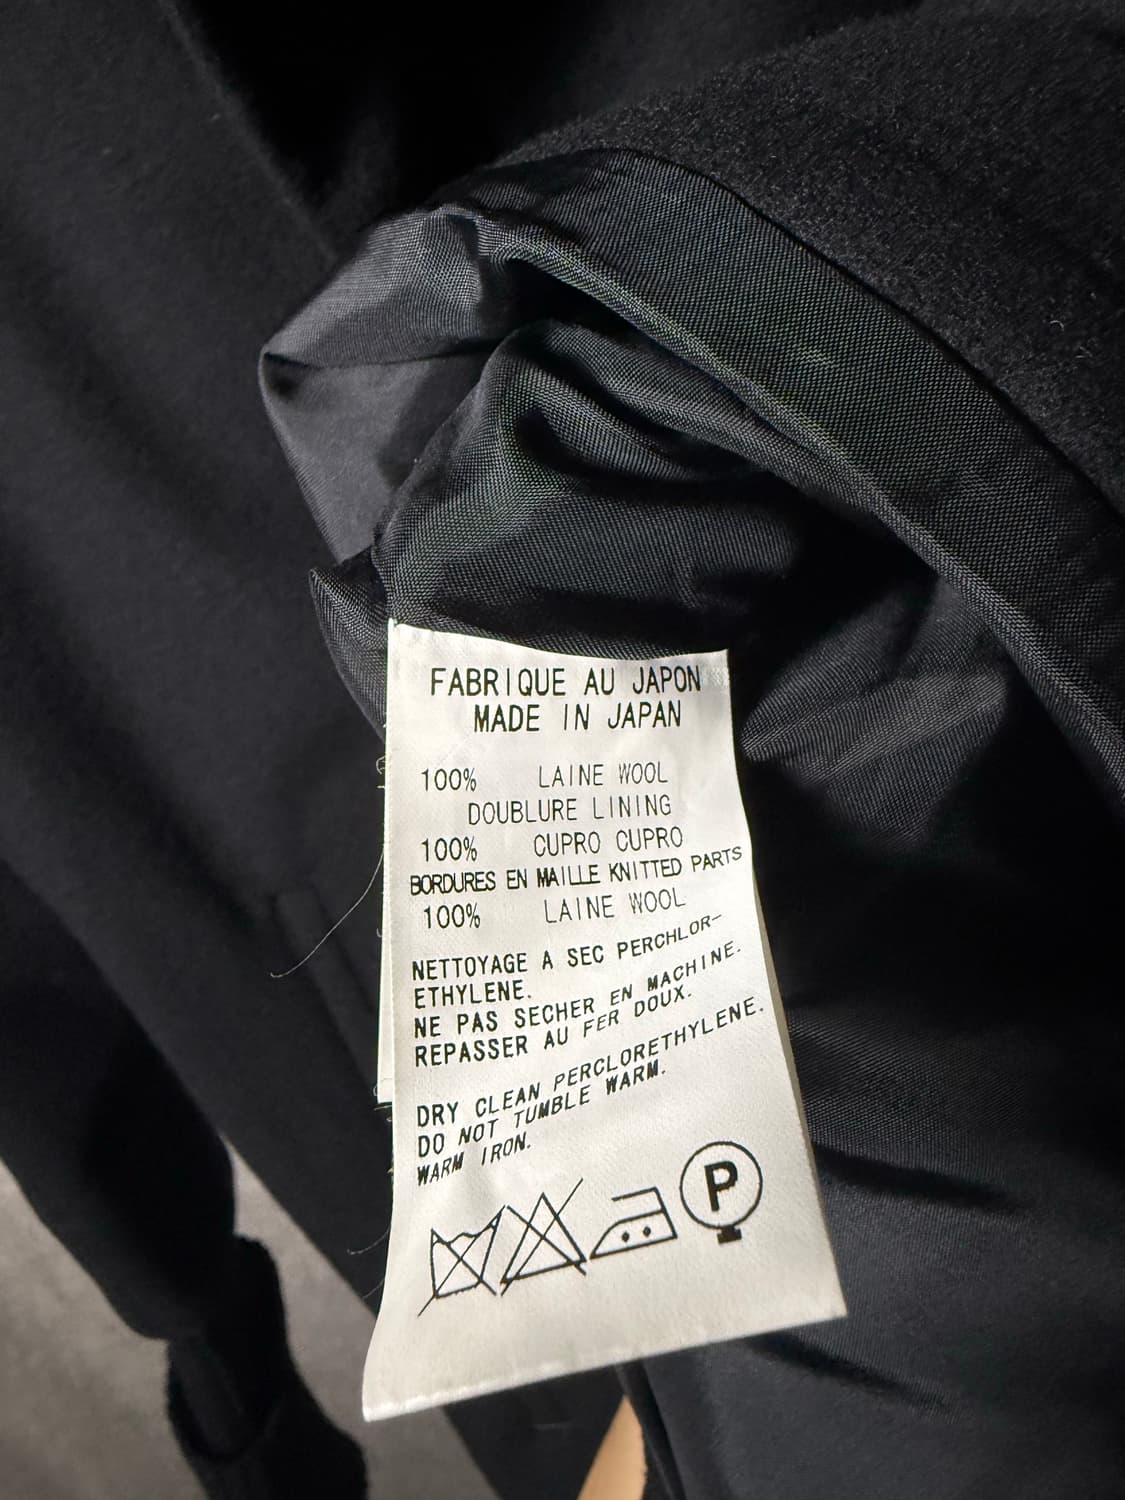 FABRIQUE AU JAPON
MADE IN JAPAN
100% LAINE WOOL
DOUBLURE LINING
100% CUPRO CUPRO
BORDURES EN MAILLE KNITTED PARTS
100% LAINE WOOL
NETTOYAGE A SEC PERCHLOR-
ETHYLENE.
NE PAS SECHER EN MACHINE.
REPASSER AU FER DOUX.
DRY CLEAN PERCLORETHYLENE.
DO NOT TUMBLE WARM.
WARM IRON.
P